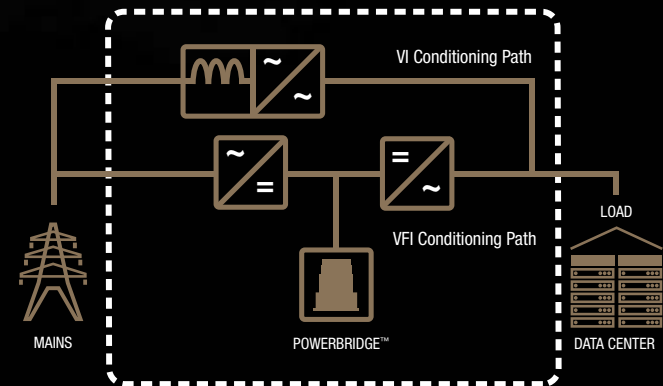 VI Conditioning Path
~
~
~
=
=
~
LOAD
VFI Conditioning Path
MAINS
POWERBRIDGE™
DATA CENTER